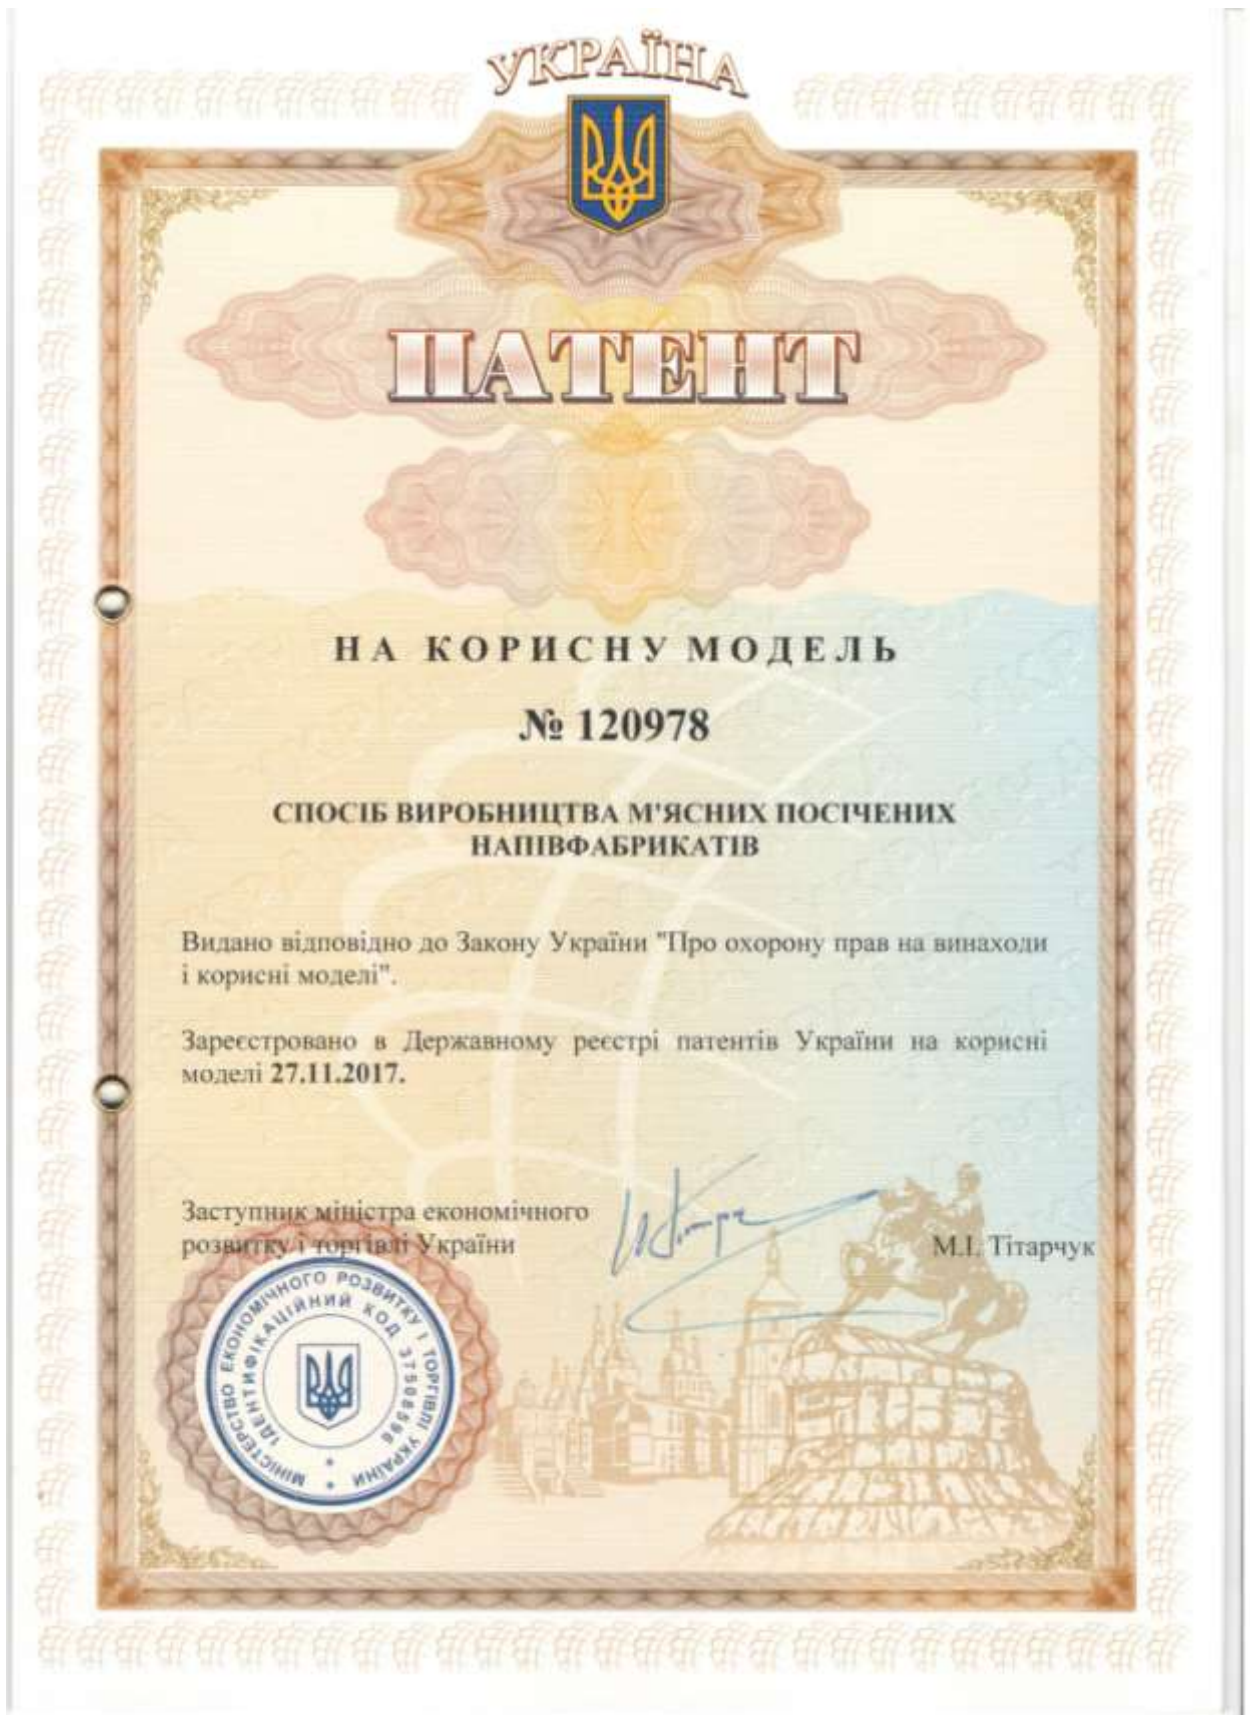 УКРАЇНА
ПАТЕНТ
НА КОРИСНУ МОДЕЛЬ
№ 120978
СПОСІБ ВИРОБНИЦТВА М'ЯСНИХ ПОСІЧЕНИХ
НАПІВФАБРИКАТІВ
Видано відповідно до Закону України "Про охорону прав на винаходи
і корисні моделі".
Зареєстровано в Державному реєстрі патентів України на корисні
моделі 27.11.2017.
Заступник міністра економічного
розвитку і торгівлі України
М.І. Тітарчук
МІНІСТЕРСТВО ЕКОНОМІЧНОГО РОЗВИТКУ І ТОРГІВЛІ УКРАЇНИ
ІДЕНТИФІКАЦІЙНИЙ КОД 37508596